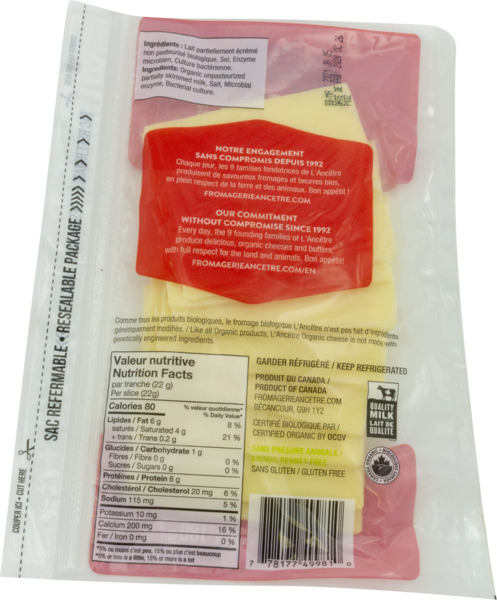 Ingrédients : Lait partiellement écrémé
non pasteurisé biologique, Sel, Enzyme
microbien, Culture bactérienne.
Ingredients: Organic unpasteurized
partially skimmed milk, Salt, Microbial
enzyme, Bacterial culture.
NOTRE ENGAGEMENT
SANS COMPROMIS DEPUIS 1992
Chaque jour, les 9 familles fondatrices de L'Ancêtre
produisent de savoureux fromages et beurres bios,
en plein respect de la terre et des animaux. Bon appétit !
FROMAGERIEANCETRE.COM
OUR COMMITMENT
WITHOUT COMPROMISE SINCE 1992
Every day, the 9 founding families of L'Ancêtre
produce delicious, organic cheeses and butters,
with full respect for the land and animals. Bon appétit!
FROMAGERIEANCETRE.COM/EN
SAC REFERMABLE • RESEALABLE PACKAGE
COUPER ICI • CUT HERE
Comme tous les produits biologiques, le fromage biologique L'Ancêtre n'est pas fait d'ingrédients
génétiquement modifiés. / Like all Organic products, L'Ancêtre Organic cheese is not made with
genetically engineered ingredients.
Valeur nutritive
Nutrition Facts
par tranche (22 g)
Per slice (22g)
Calories 80
% valeur quotidienne*
% Daily Value*
Lipides / Fat 6 g 8 %
saturés / Saturated 4 g
+ trans / Trans 0.2 g 21 %
Glucides / Carbohydrate 1 g
Fibres / Fibre 0 g 0 %
Sucres / Sugars 0 g 0 %
Protéines / Protein 6 g
Cholestérol / Cholesterol 20 mg 6 %
Sodium 115 mg 5 %
Potassium 10 mg 1 %
Calcium 200 mg 16 %
Fer / Iron 0 mg 0 %
*5% ou moins c'est peu, 15% ou plus c'est beaucoup
*5% or less is a little, 15% or more is a lot
GARDER RÉFRIGÉRÉ / KEEP REFRIGERATED
PRODUIT DU CANADA /
PRODUCT OF CANADA
FROMAGERIEANCETRE.COM
BÉCANCOUR, G9H 1Y2
CERTIFIÉ BIOLOGIQUE PAR /
CERTIFIED ORGANIC BY OCQV
SANS PRÉSURE ANIMALE /
ANIMAL RENNET FREE
SANS GLUTEN / GLUTEN FREE
QUALITY
MILK
LAIT DE
QUALITÉ
7 78177 49981 0